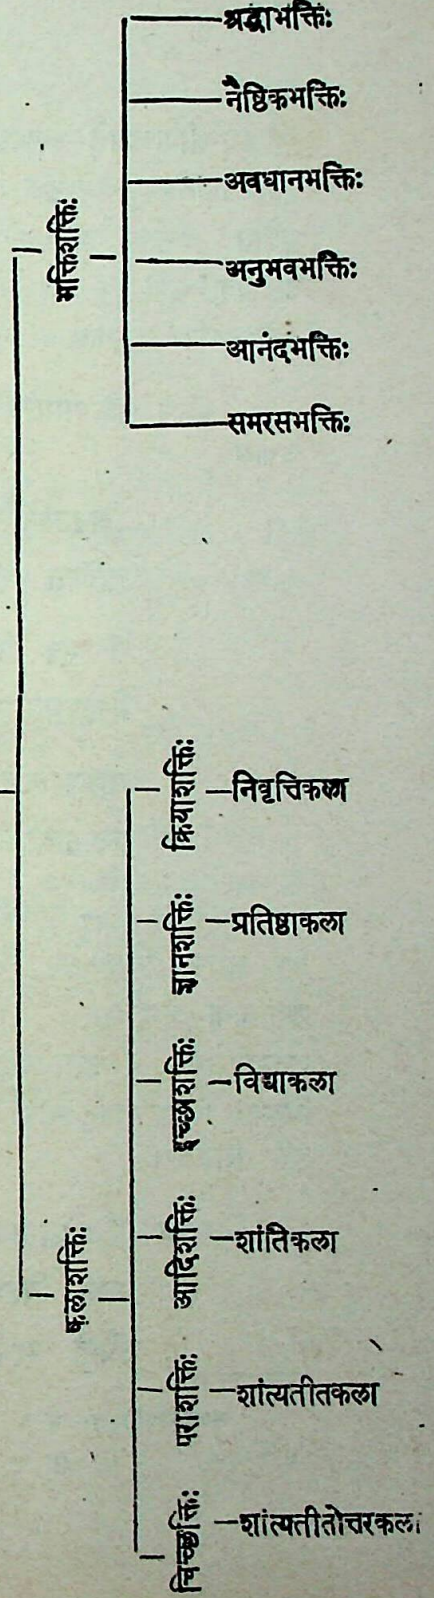 भक्तिशक्तिः
श्रद्धाभक्तिः
नैष्ठिकभक्तिः
अवधानभक्तिः
अनुभवभक्तिः
आनंदभक्तिः
समरसभक्तिः
कलाशक्तिः
क्रियाशक्तिः
निवृत्तिकला
ज्ञानशक्तिः
प्रतिष्ठाकला
इच्छाशक्तिः
विद्याकला
आदिशक्तिः
शांतिकला
पराशक्तिः
शांत्यतीतकला
चिच्छक्तिः
शांत्यतीतोत्तरकला